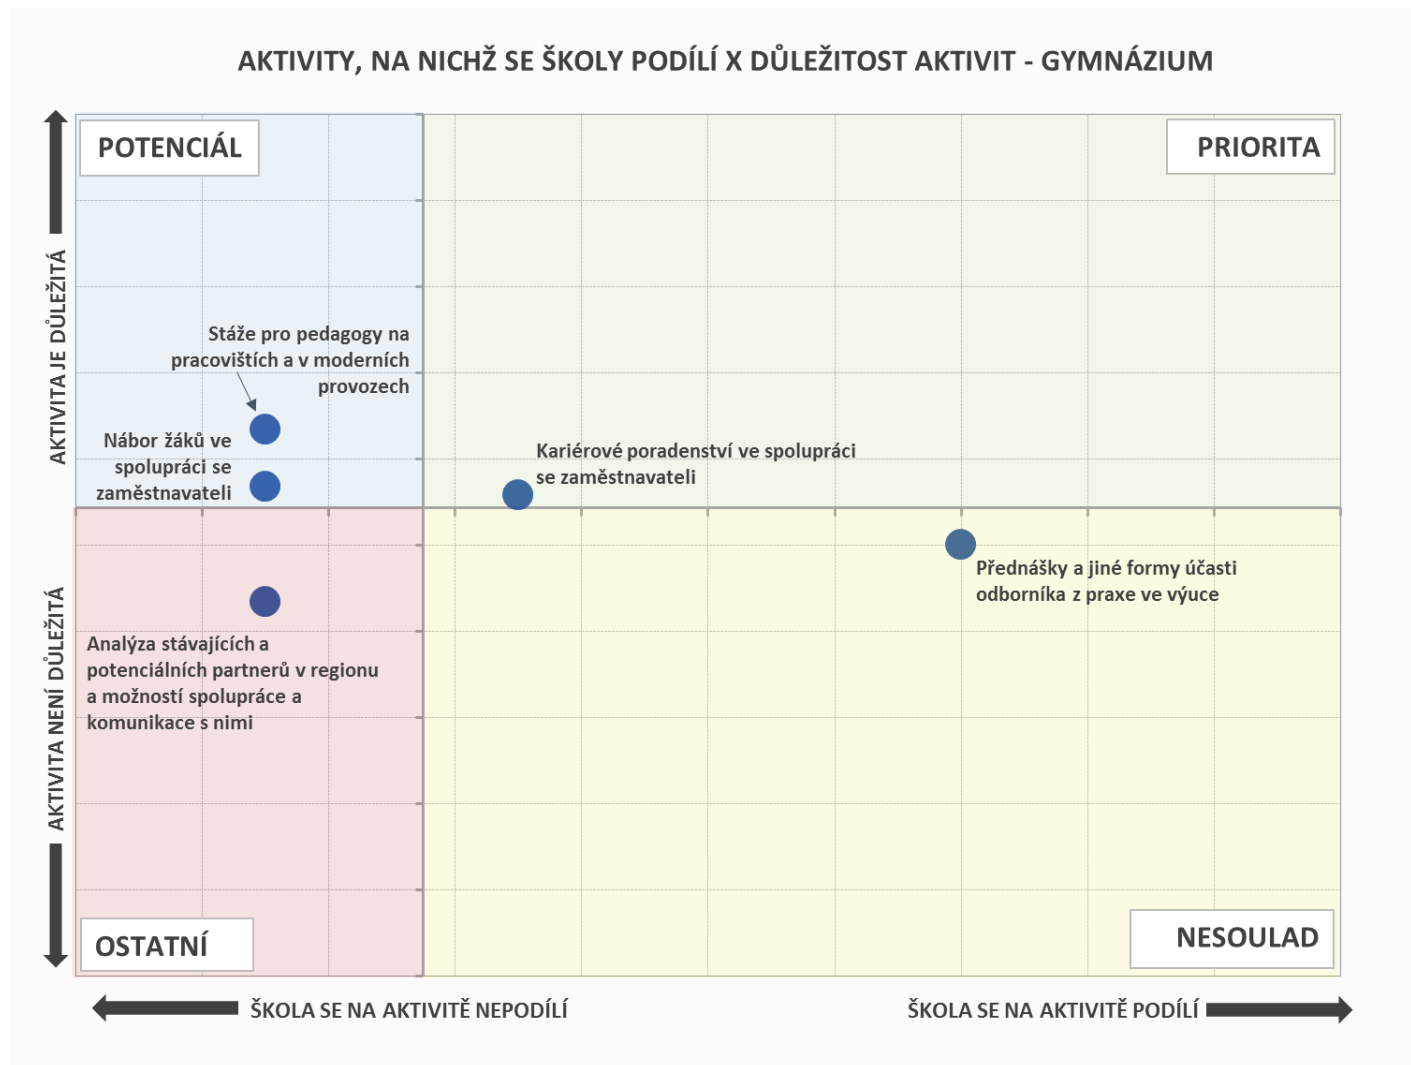 AKTIVITY, NA NICHŽ SE ŠKOLY PODÍLÍ X DŮLEŽITOST AKTIVIT - GYMNÁZIUM
POTENCIÁL
PRIORITA
AKTIVITA JE DŮLEŽITÁ
Stáže pro pedagogy na
pracovištích a v moderních
provozech
Nábor žáků ve
spolupráci se
zaměstnavateli
Kariérové poradenství ve spolupráci
se zaměstnavateli
Přednášky a jiné formy účasti
odborníka z praxe ve výuce
AKTIVITA NENÍ DŮLEŽITÁ
Analýza stávajících a
potenciálních partnerů v regionu
a možností spolupráce a
komunikace s nimi
OSTATNÍ
NESOULAD
ŠKOLA SE NA AKTIVITĚ NEPODÍLÍ
ŠKOLA SE NA AKTIVITĚ PODÍLÍ